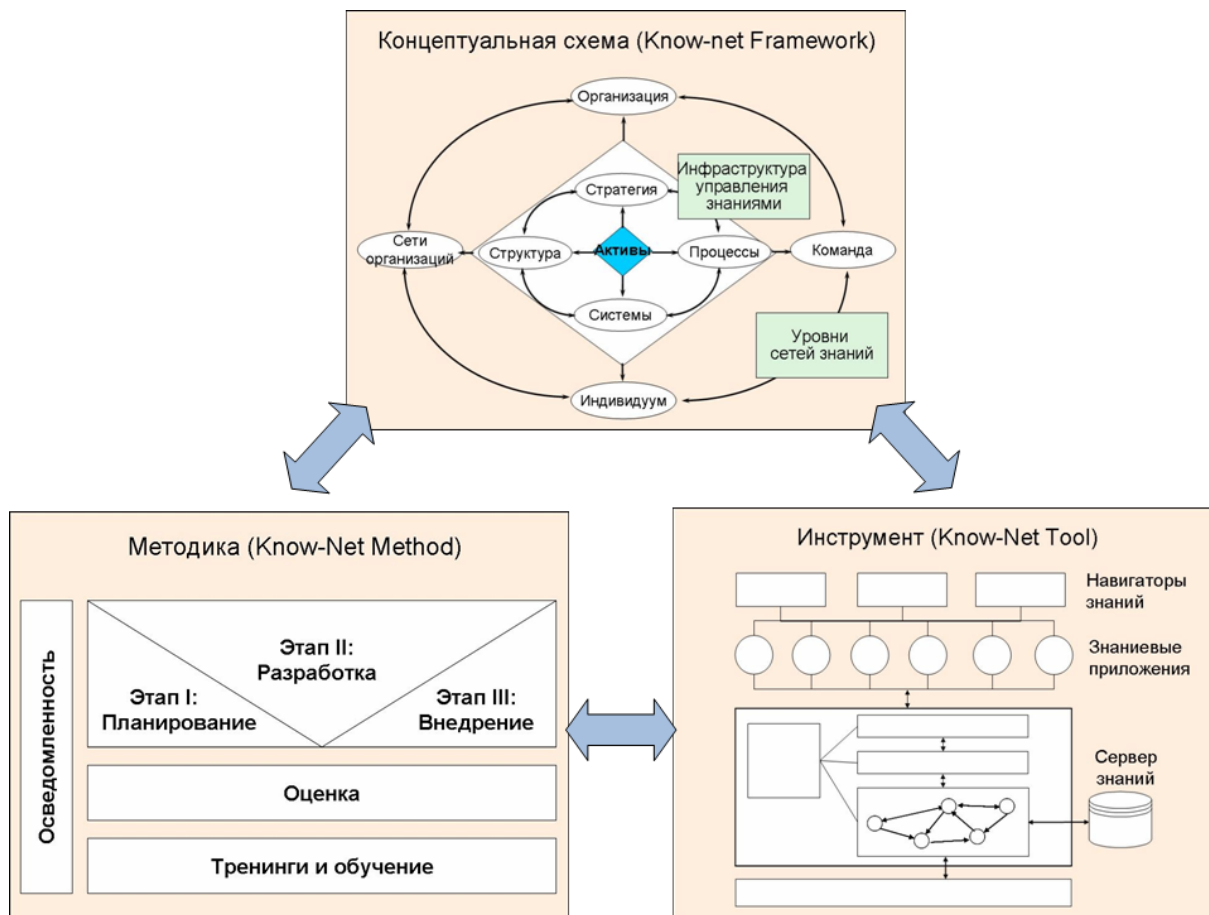 Концептуальная схема (Know-net Framework)
Организация
Инфраструктура
управления
знаниями
Стратегия
Сети
организаций
Структура
Активы
Процессы
Команда
Системы
Уровни
сетей знаний
Индивидуум
Методика (Know-Net Method)
Осведомленность
Этап II:
Разработка
Этап I:
Планирование
Этап III:
Внедрение
Оценка
Тренинги и обучение
Инструмент (Know-Net Tool)
Навигаторы
знаний
Знаниевые
приложения
Сервер
знаний